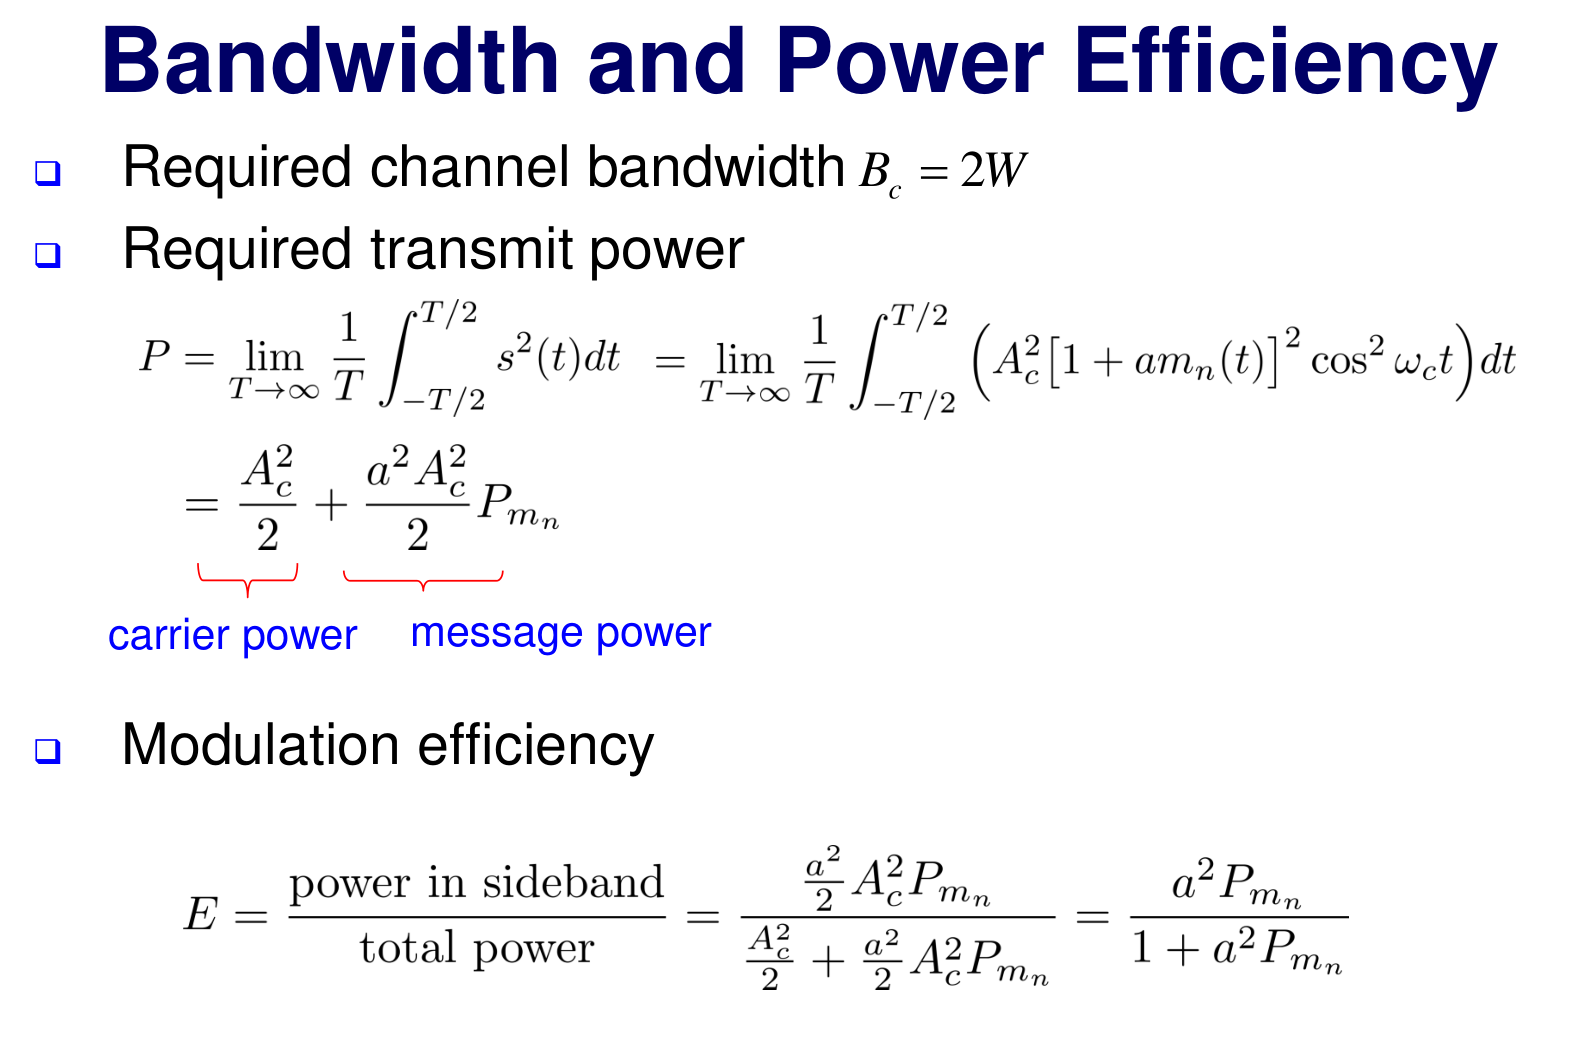 Bandwidth and Power Efficiency
❑ Required channel bandwidth $B_c = 2W$
❑ Required transmit power
$P = \lim_{T \to \infty} \frac{1}{T} \int_{-T/2}^{T/2} s^2(t)dt = \lim_{T \to \infty} \frac{1}{T} \int_{-T/2}^{T/2} \left( A_c^2 [1 + am_n(t)]^2 \cos^2 \omega_c t \right) dt$
$= \frac{A_c^2}{2} + \frac{a^2 A_c^2}{2} P_{m_n}$
carrier power message power
❑ Modulation efficiency
$E = \frac{\text{power in sideband}}{\text{total power}} = \frac{\frac{a^2}{2} A_c^2 P_{m_n}}{\frac{A_c^2}{2} + \frac{a^2}{2} A_c^2 P_{m_n}} = \frac{a^2 P_{m_n}}{1 + a^2 P_{m_n}}$